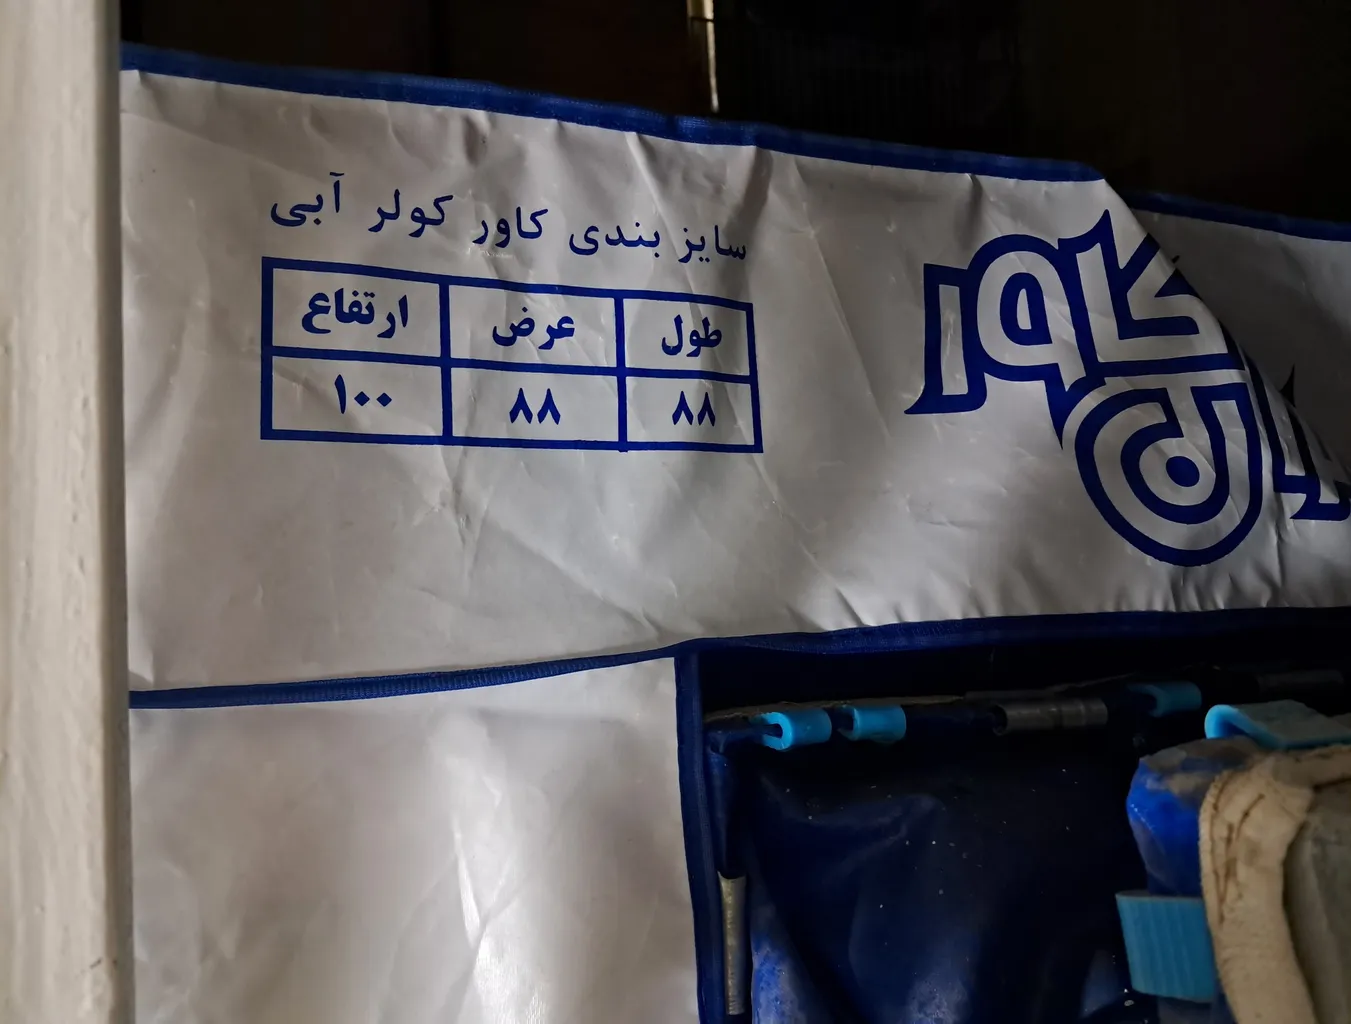 سایز بندی کاور کولر آبی
طول عرض ارتفاع
۸۸ ۸۸ ۱۰۰
کاور